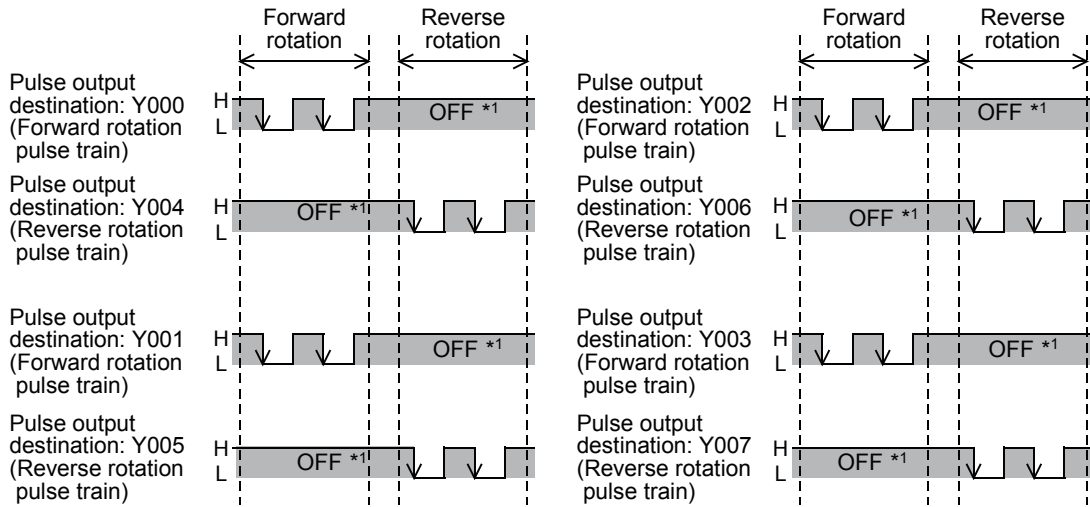 Forward
rotation
Reverse
rotation
Pulse output
destination: Y000
(Forward rotation
pulse train)
H
L
OFF *1
Pulse output
destination: Y004
(Reverse rotation
pulse train)
H
L
OFF *1
Pulse output
destination: Y001
(Forward rotation
pulse train)
H
L
OFF *1
Pulse output
destination: Y005
(Reverse rotation
pulse train)
H
L
OFF *1
Forward
rotation
Reverse
rotation
Pulse output
destination: Y002
(Forward rotation
pulse train)
H
L
OFF *1
Pulse output
destination: Y006
(Reverse rotation
pulse train)
H
L
OFF *1
Pulse output
destination: Y003
(Forward rotation
pulse train)
H
L
OFF *1
Pulse output
destination: Y007
(Reverse rotation
pulse train)
H
L
OFF *1